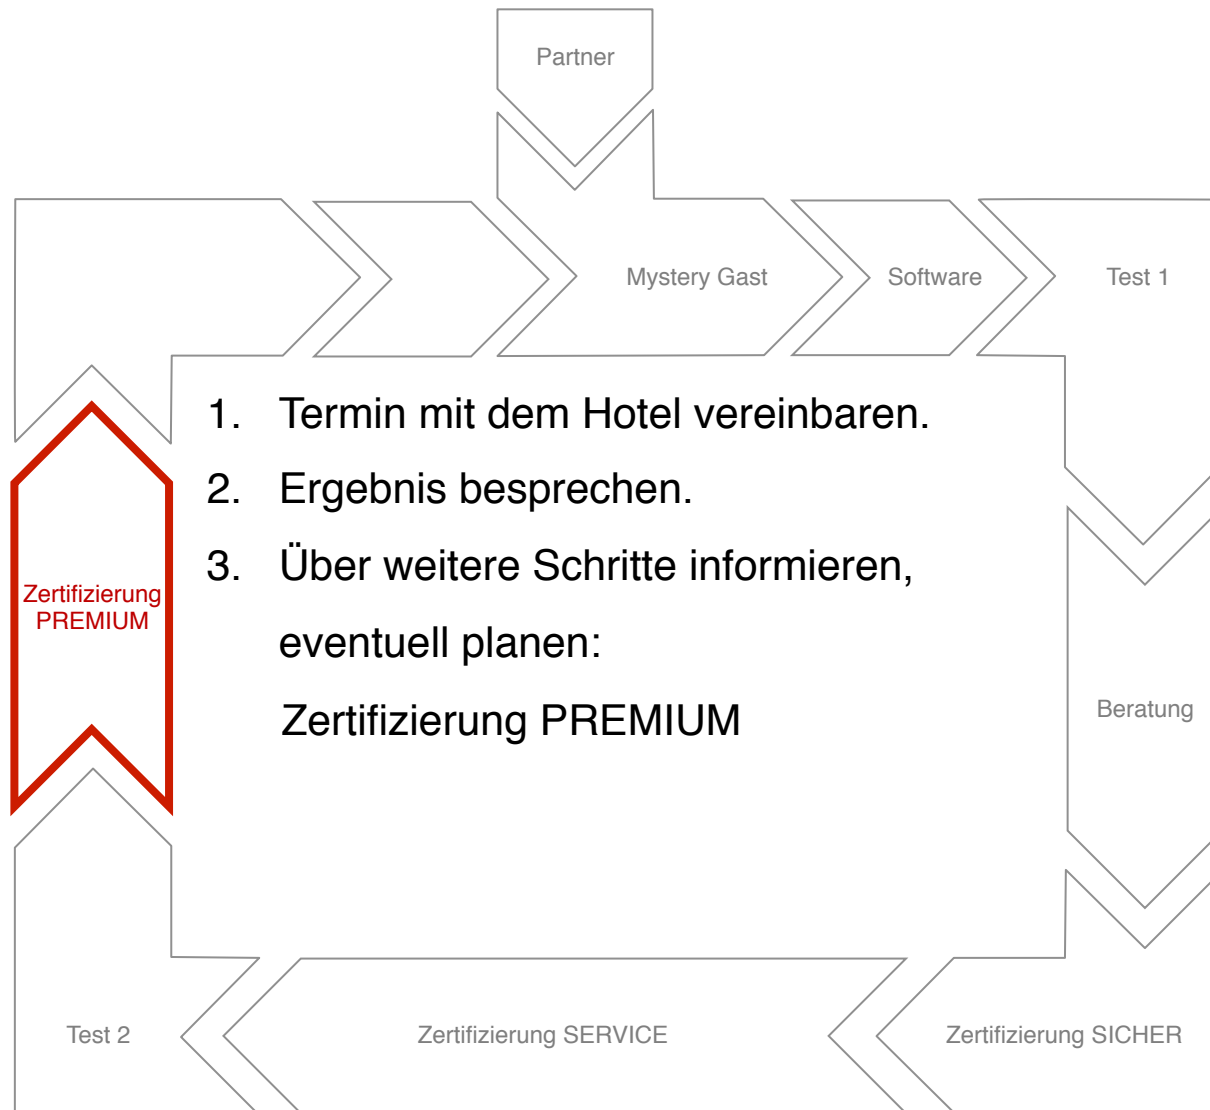 Partner
Mystery Gast
Software
Test 1
1. Termin mit dem Hotel vereinbaren.
2. Ergebnis besprechen.
3. Über weitere Schritte informieren,
eventuell planen:
Zertifizierung PREMIUM
Zertifizierung
PREMIUM
Beratung
Test 2
Zertifizierung SERVICE
Zertifizierung SICHER